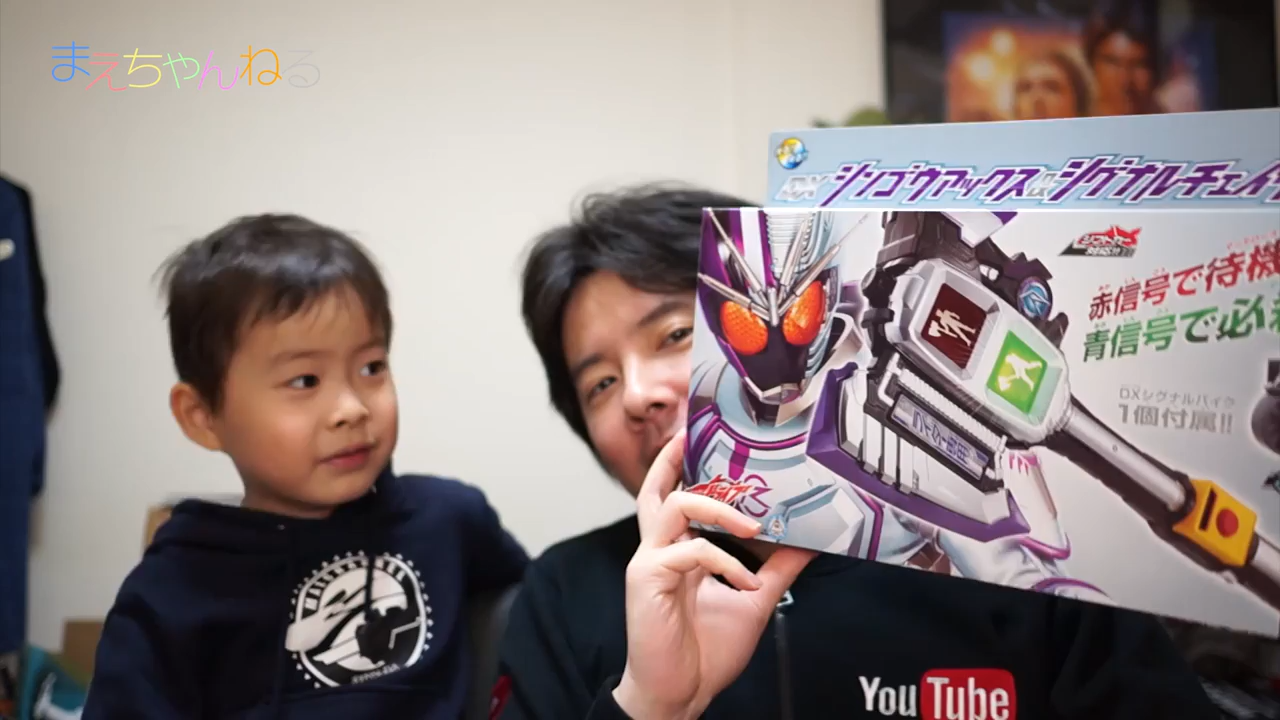 まえちゃんねる
DX シンゴウアックス&シグナルチェイ
赤信号で待機
青信号で必
DXシグナルバイク
1個付属!!
YouTube